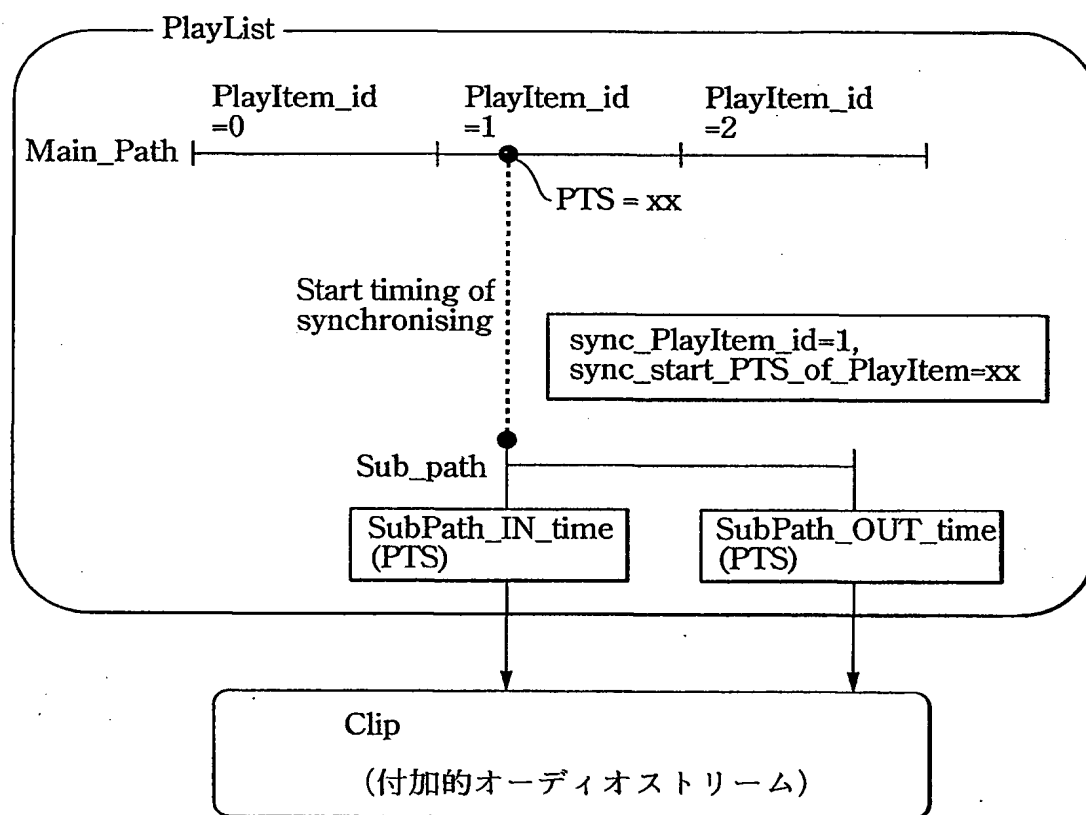 PlayList
PlayItem_id
=0
PlayItem_id
=1
PlayItem_id
=2
Main_Path
PTS = xx
Start timing of
synchronising
sync_PlayItem_id=1,
sync_start_PTS_of_PlayItem=xx
Sub_path
SubPath_IN_time
(PTS)
SubPath_OUT_time
(PTS)
Clip
(付加的オーディオストリーム)